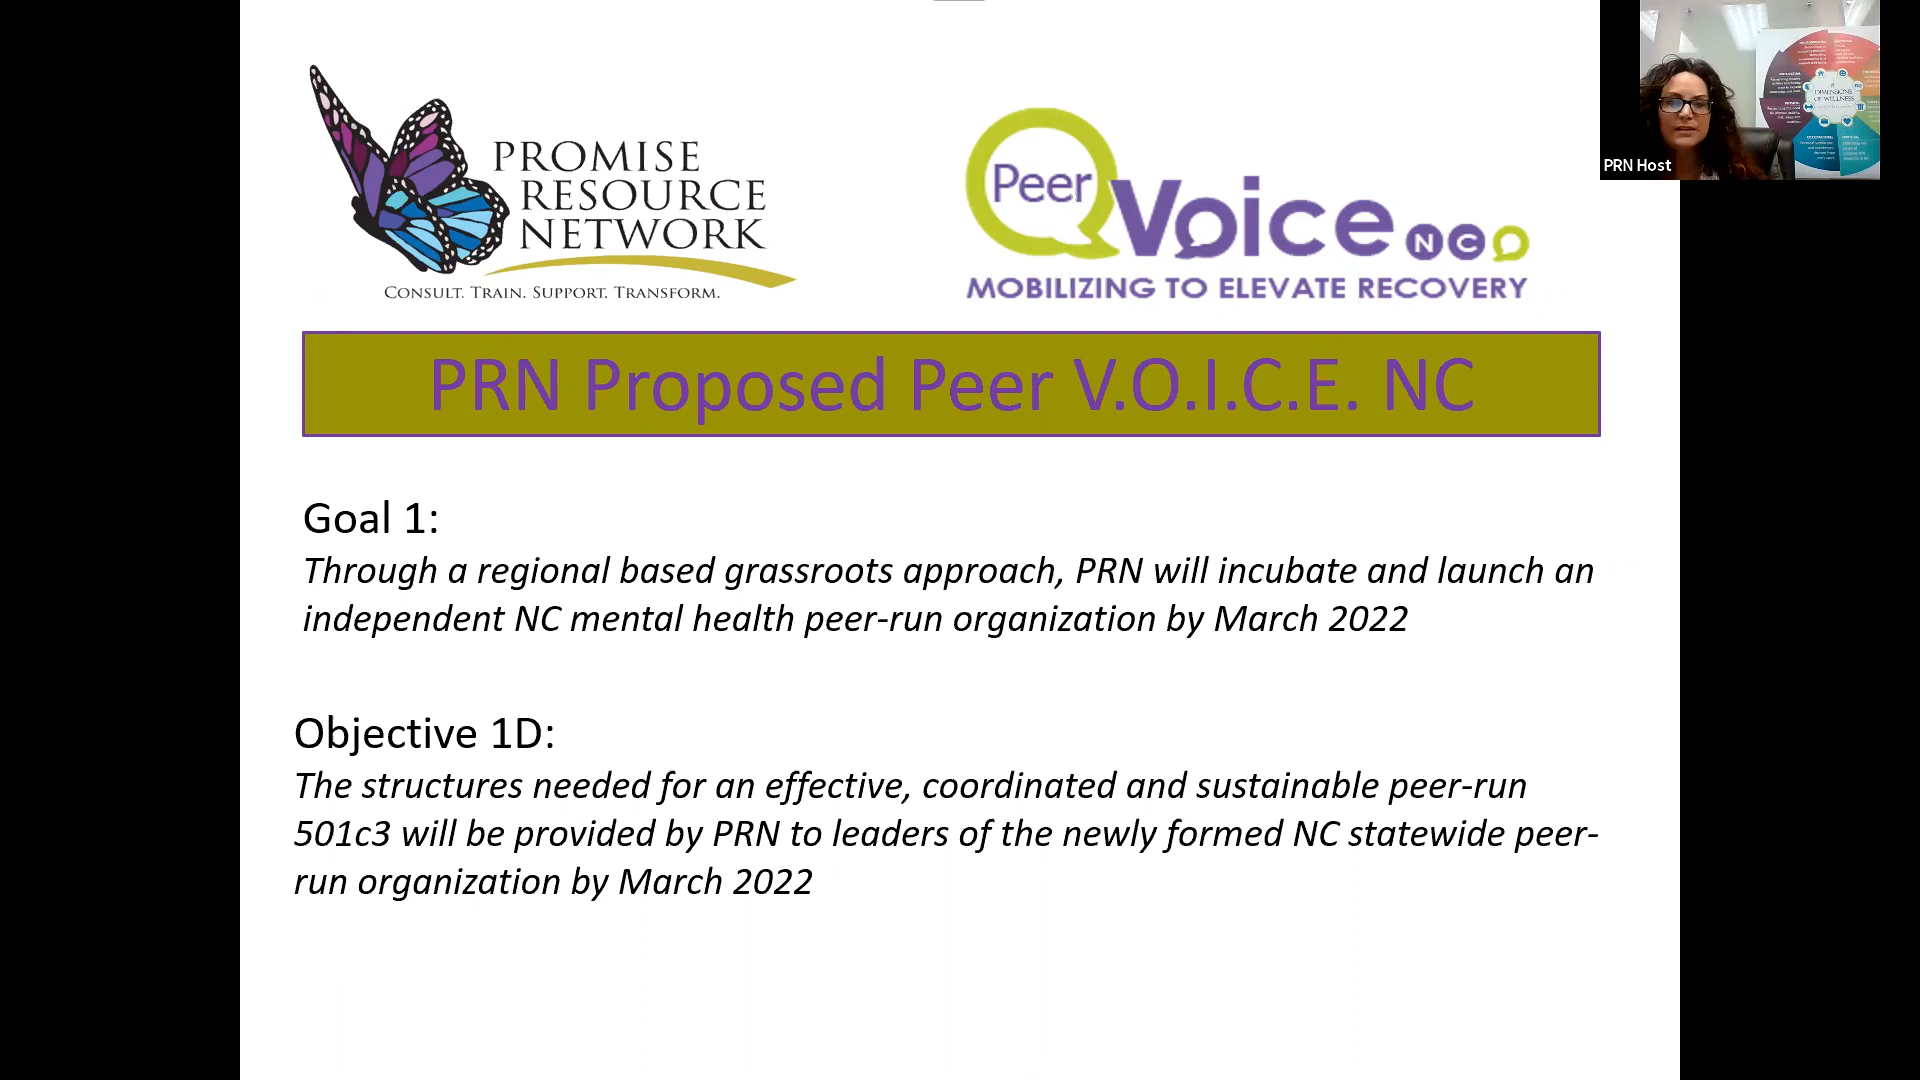 PROMISE
RESOURCE
NETWORK
CONSULT. TRAIN. SUPPORT. TRANSFORM.
Peer
Voice NC
MOBILIZING TO ELEVATE RECOVERY
DIMENSIONS
OF WELLNESS
PRN Host
PRN Proposed Peer V.O.I.C.E. NC
Goal 1:
Through a regional based grassroots approach, PRN will incubate and launch an
independent NC mental health peer-run organization by March 2022
Objective 1D:
The structures needed for an effective, coordinated and sustainable peer-run
501c3 will be provided by PRN to leaders of the newly formed NC statewide peer-
run organization by March 2022